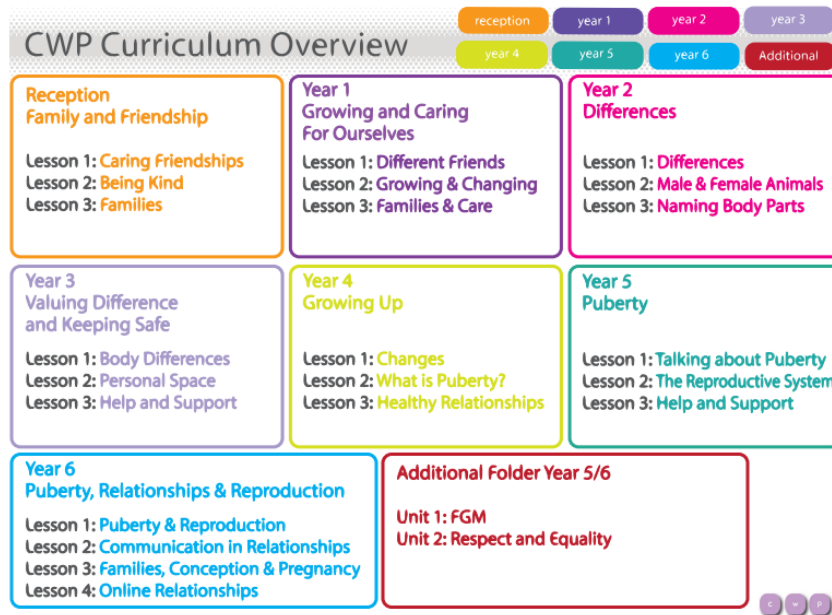 CWP Curriculum Overview
reception
year 1
year 2
year 3
year 4
year 5
year 6
Additional
Reception
Family and Friendship
Lesson 1: Caring Friendships
Lesson 2: Being Kind
Lesson 3: Families
Year 1
Growing and Caring
For Ourselves
Lesson 1: Different Friends
Lesson 2: Growing & Changing
Lesson 3: Families & Care
Year 2
Differences
Lesson 1: Differences
Lesson 2: Male & Female Animals
Lesson 3: Naming Body Parts
Year 3
Valuing Difference
and Keeping Safe
Lesson 1: Body Differences
Lesson 2: Personal Space
Lesson 3: Help and Support
Year 4
Growing Up
Lesson 1: Changes
Lesson 2: What is Puberty?
Lesson 3: Healthy Relationships
Year 5
Puberty
Lesson 1: Talking about Puberty
Lesson 2: The Reproductive System
Lesson 3: Help and Support
Year 6
Puberty, Relationships & Reproduction
Lesson 1: Puberty & Reproduction
Lesson 2: Communication in Relationships
Lesson 3: Families, Conception & Pregnancy
Lesson 4: Online Relationships
Additional Folder Year 5/6
Unit 1: FGM
Unit 2: Respect and Equality
c w p